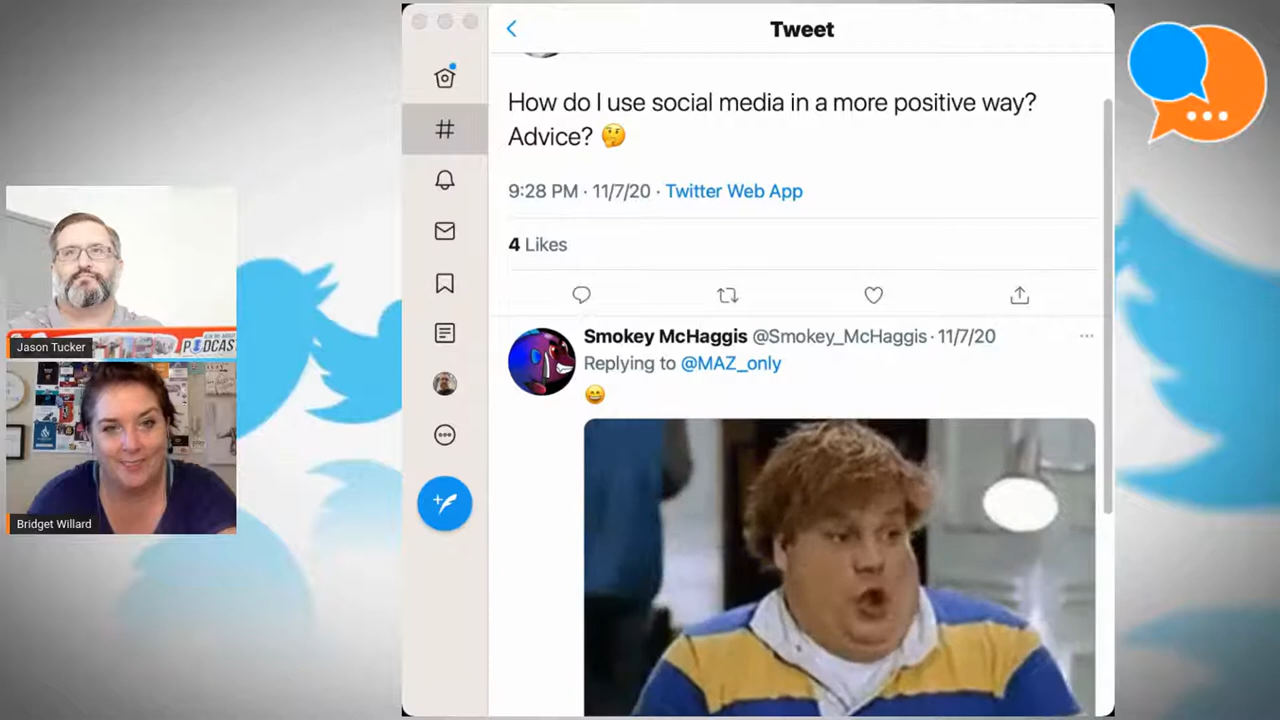 Tweet
How do I use social media in a more positive way?
Advice? 🤔
9:28 PM · 11/7/20 · Twitter Web App
4 Likes
Smokey McHaggis @Smokey_McHaggis · 11/7/20
Replying to @MAZ_only
😄
Jason Tucker
PODCAS
Bridget Willard